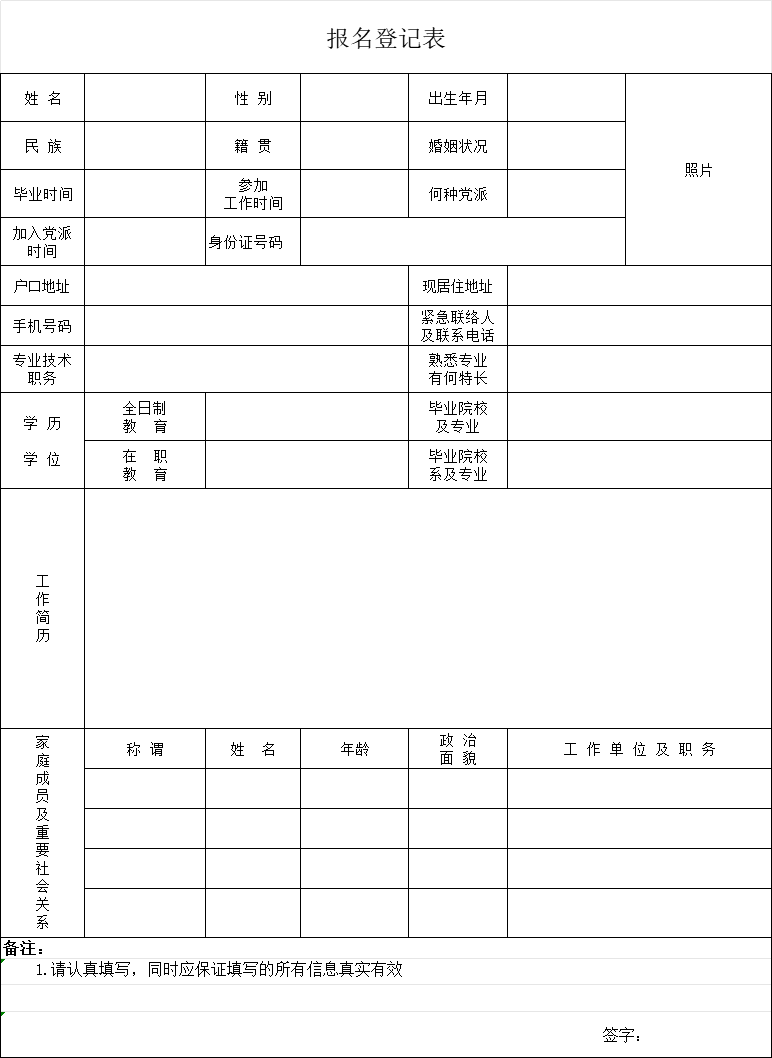 报名登记表
姓 名
性 别
出生年月
照片
民 族
籍 贯
婚姻状况
毕业时间
参加
工作时间
何种党派
加入党派
时间
身份证号码
户口地址
现居住地址
手机号码
紧急联络人
及联系电话
专业技术
职务
熟悉专业
有何特长
学 历
学 位
全日制
教 育
毕业院校
及专业
在 职
教 育
毕业院校
系及专业
工
作
简
历
家
庭
成
员
及
重
要
社
会
关
系
称 谓
姓 名
年龄
政 治
面 貌
工 作 单 位 及 职 务
备注：
1.请认真填写，同时应保证填写的所有信息真实有效
签字：